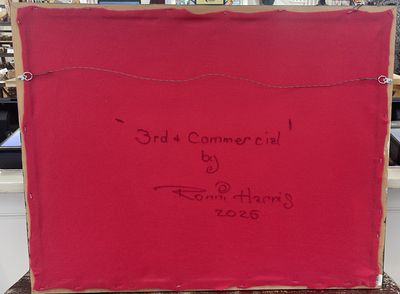 "3rd & Commercial"
by
© Ronni Harris
2025